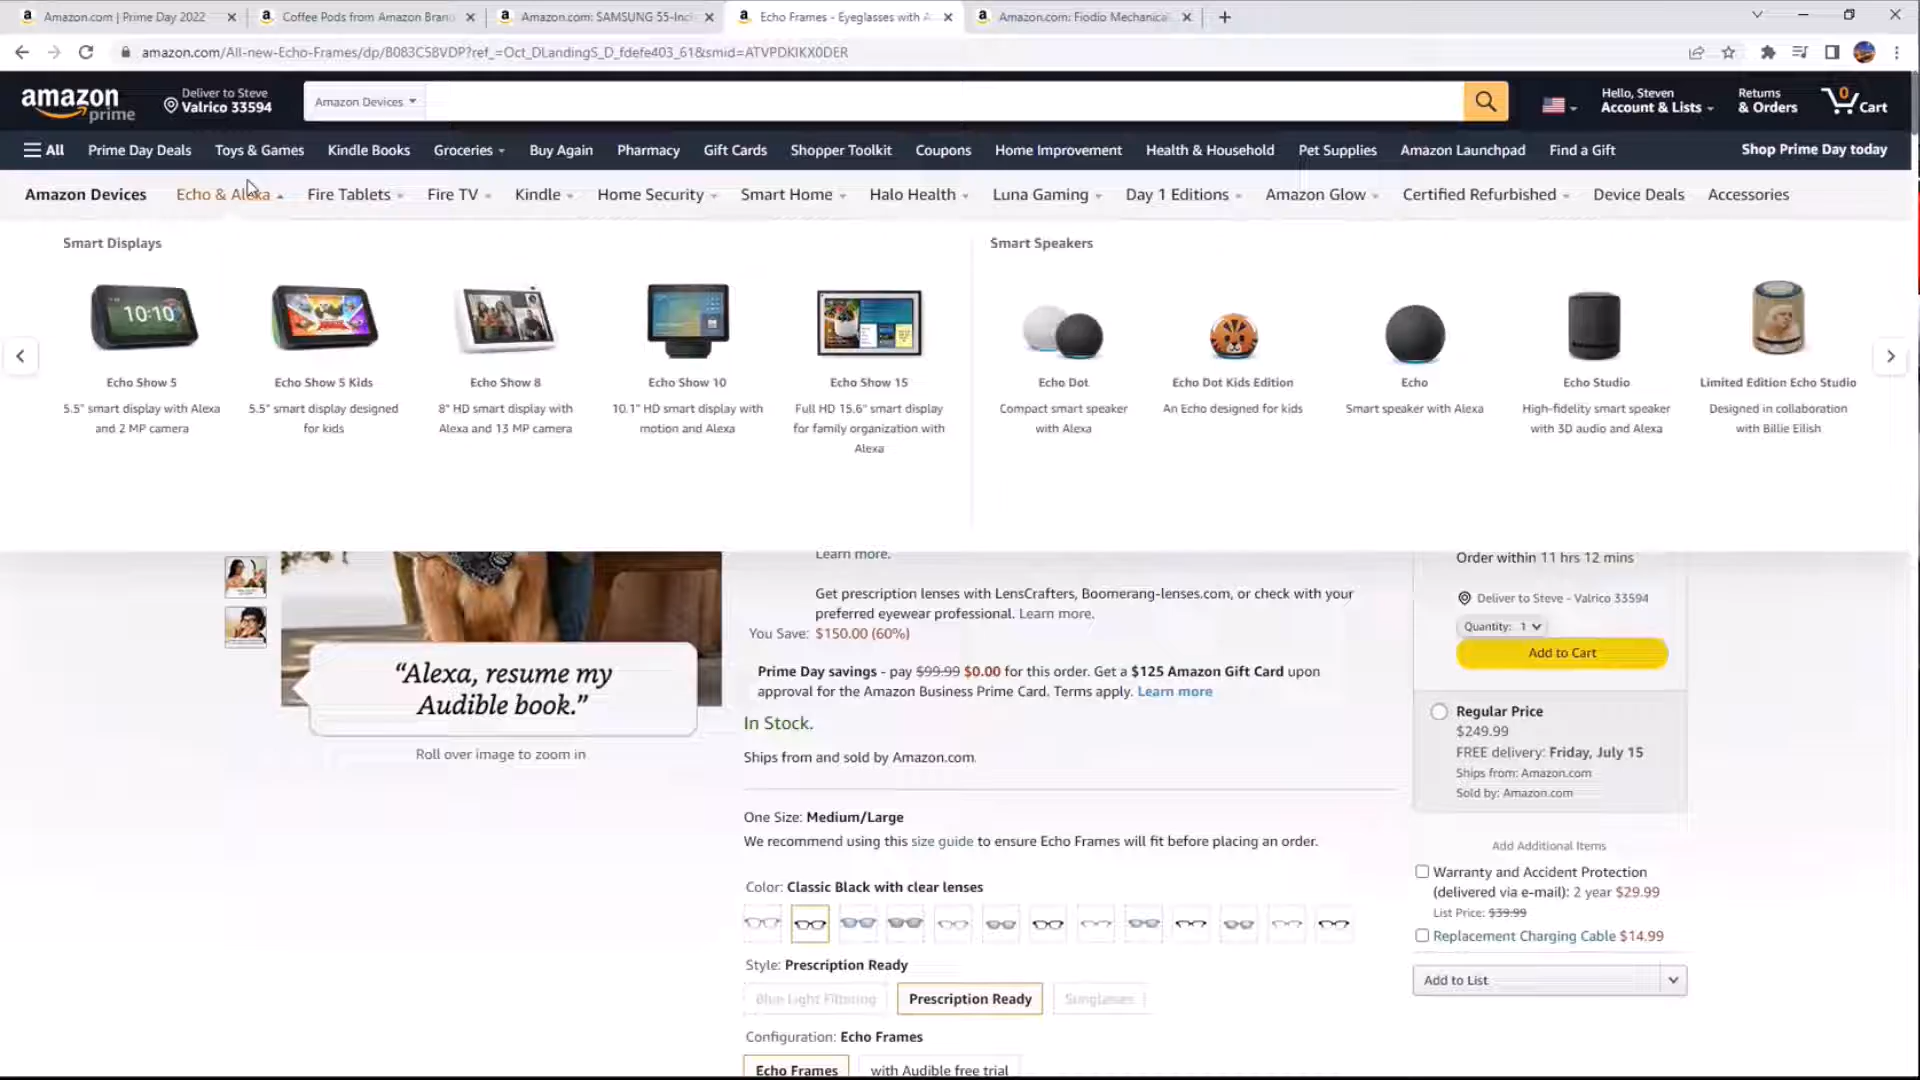 Amazon.com | Prime Day 2022
Coffee Pods from Amazon Bran
Amazon.com: SAMSUNG 55-Inc
Echo Frames - Eyeglasses with A
Amazon.com: Fiodio Mechanica
amazon.com/All-new-Echo-Frames/dp/B083C58VDP?ref_=Oct_DLandingS_D_fdefe403_61&smid=ATVPDKIKX0DER
amazon prime
Deliver to Steve
Valrico 33594
Amazon Devices
Hello, Steven
Account & Lists
Returns
& Orders
0
Cart
All Prime Day Deals Toys & Games Kindle Books Groceries Buy Again Pharmacy Gift Cards Shopper Toolkit Coupons Home Improvement Health & Household Pet Supplies Amazon Launchpad Find a Gift Shop Prime Day today
Amazon Devices Echo & Alexa Fire Tablets Fire TV Kindle Home Security Smart Home Halo Health Luna Gaming Day 1 Editions Amazon Glow Certified Refurbished Device Deals Accessories
Smart Displays
10:10
Echo Show 5
5.5" smart display with Alexa
and 2 MP camera
Echo Show 5 Kids
5.5" smart display designed
for kids
Echo Show 8
8" HD smart display with
Alexa and 13 MP camera
Echo Show 10
10.1" HD smart display with
motion and Alexa
Echo Show 15
Full HD 15.6" smart display
for family organization with
Alexa
Smart Speakers
Echo Dot
Compact smart speaker
with Alexa
Echo Dot Kids Edition
An Echo designed for kids
Echo
Smart speaker with Alexa
Echo Studio
High-fidelity smart speaker
with 3D audio and Alexa
Limited Edition Echo Studio
Designed in collaboration
with Billie Eilish
“Alexa, resume my
Audible book.”
Roll over image to zoom in
Learn more.
Get prescription lenses with LensCrafters, Boomerang-lenses.com, or check with your
preferred eyewear professional. Learn more.
You Save: $150.00 (60%)
Prime Day savings - pay $99.99 $0.00 for this order. Get a $125 Amazon Gift Card upon
approval for the Amazon Business Prime Card. Terms apply. Learn more
In Stock.
Ships from and sold by Amazon.com.
One Size: Medium/Large
We recommend using this size guide to ensure Echo Frames will fit before placing an order.
Color: Classic Black with clear lenses
Style: Prescription Ready
Blue Light Filtering Prescription Ready Sunglasses
Configuration: Echo Frames
Echo Frames with Audible free trial
Order within 11 hrs 12 mins
Deliver to Steve - Valrico 33594
Quantity: 1
Add to Cart
Regular Price
$249.99
FREE delivery: Friday, July 15
Ships from: Amazon.com
Sold by: Amazon.com
Add Additional Items
Warranty and Accident Protection
(delivered via e-mail): 2 year $29.99
List Price: $39.99
Replacement Charging Cable $14.99
Add to List